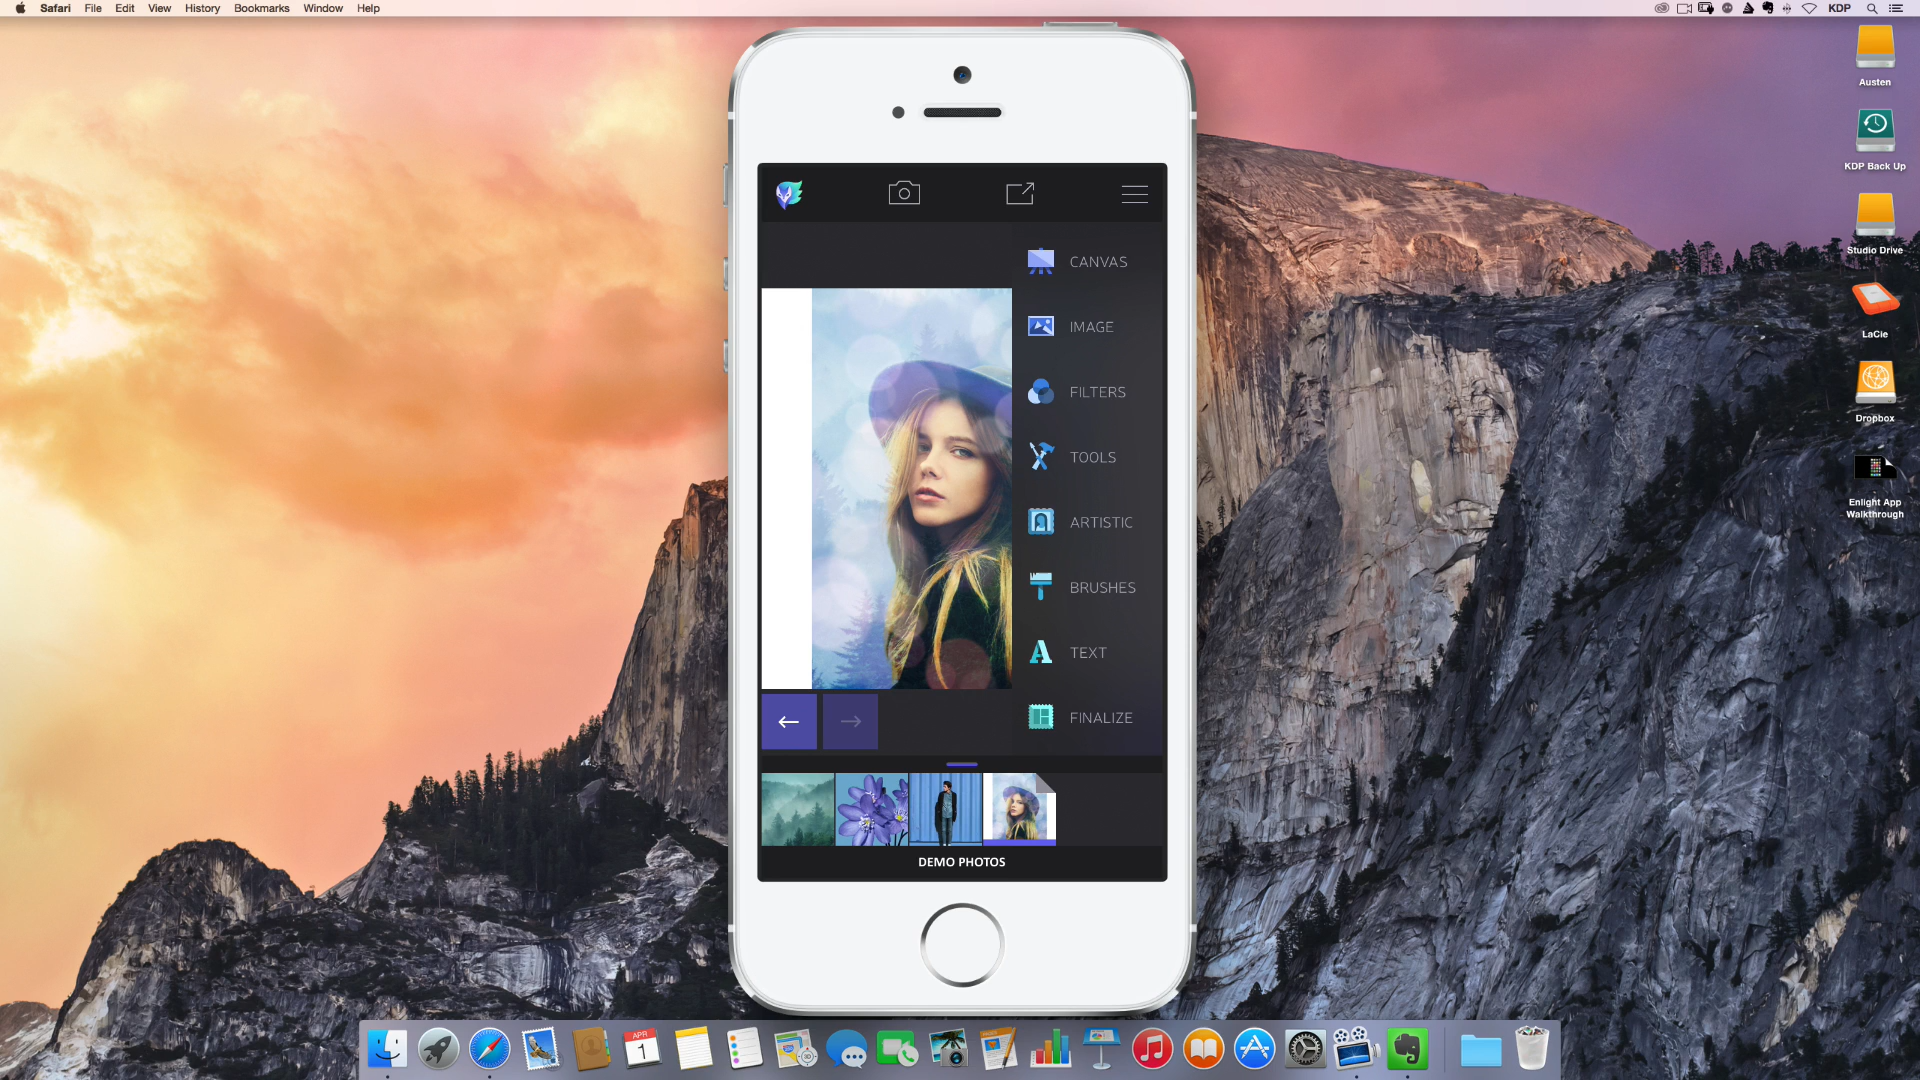 Safari File Edit View History Bookmarks Window Help
KDP
Austen
KDP Back Up
Studio Drive
LaCie
Dropbox
Enlight App
Walkthrough
CANVAS
IMAGE
FILTERS
TOOLS
ARTISTIC
BRUSHES
TEXT
FINALIZE
DEMO PHOTOS
APR
1